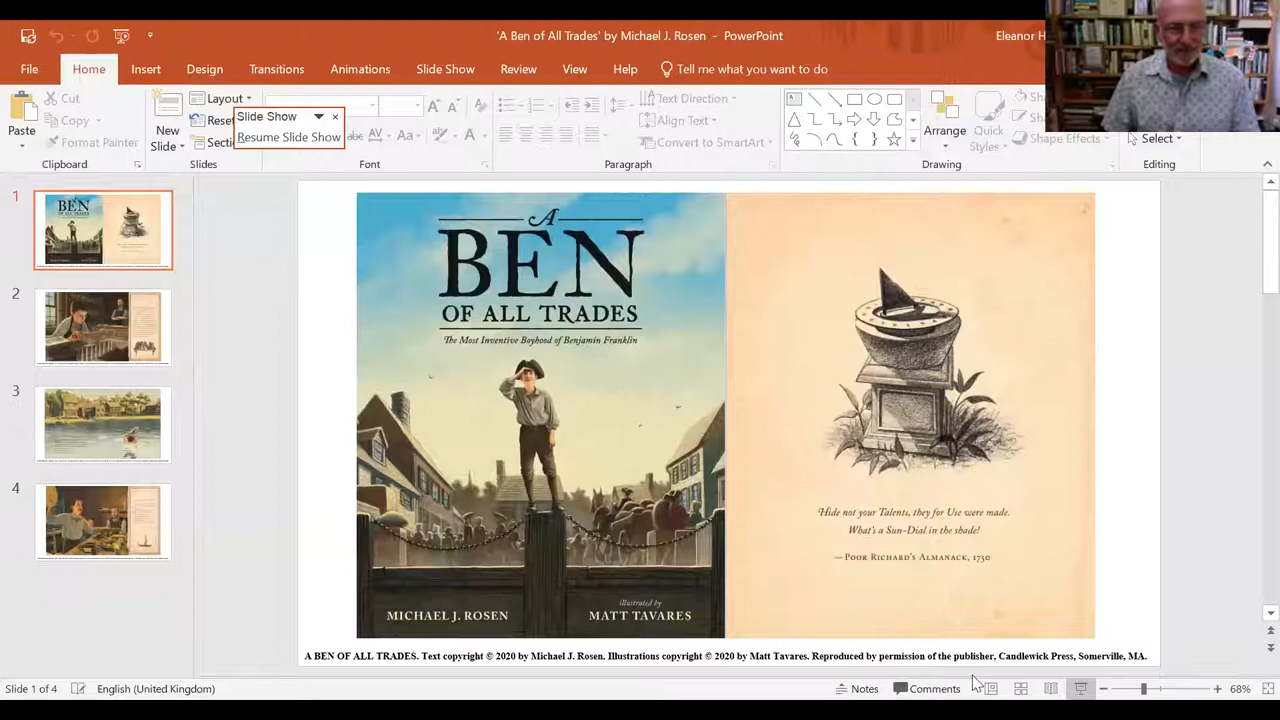 'A Ben of All Trades' by Michael J. Rosen - PowerPoint
Eleanor H
File
Home
Insert
Design
Transitions
Animations
Slide Show
Review
View
Help
Tell me what you want to do
Paste
Cut
Copy
Format Painter
Clipboard
New
Slide
Layout
Slides
Slide Show
Resume Slide Show
Font
Text Direction
Align Text
Convert to SmartArt
Paragraph
Arrange
Quick
Styles
Shape Effects
Drawing
Select
Editing
1
2
3
4
A
BEN
OF ALL TRADES
The Most Inventive Boyhood of Benjamin Franklin
MICHAEL J. ROSEN
illustrated by
MATT TAVARES
Hide not your Talents, they for Use were made.
What's a Sun-Dial in the shade!
—POOR RICHARD'S ALMANACK, 1750
A BEN OF ALL TRADES. Text copyright © 2020 by Michael J. Rosen. Illustrations copyright © 2020 by Matt Tavares. Reproduced by permission of the publisher, Candlewick Press, Somerville, MA.
Slide 1 of 4
English (United Kingdom)
Notes
Comments
68%